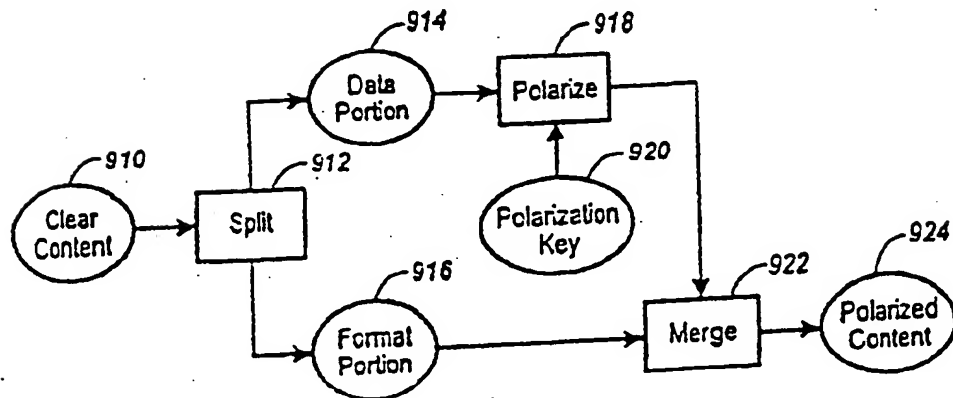 914
918
Data
Portion
Polarize
910
912
920
Clear
Content
Split
Polarization
Key
916
922
924
Format
Portion
Merge
Polarized
Content